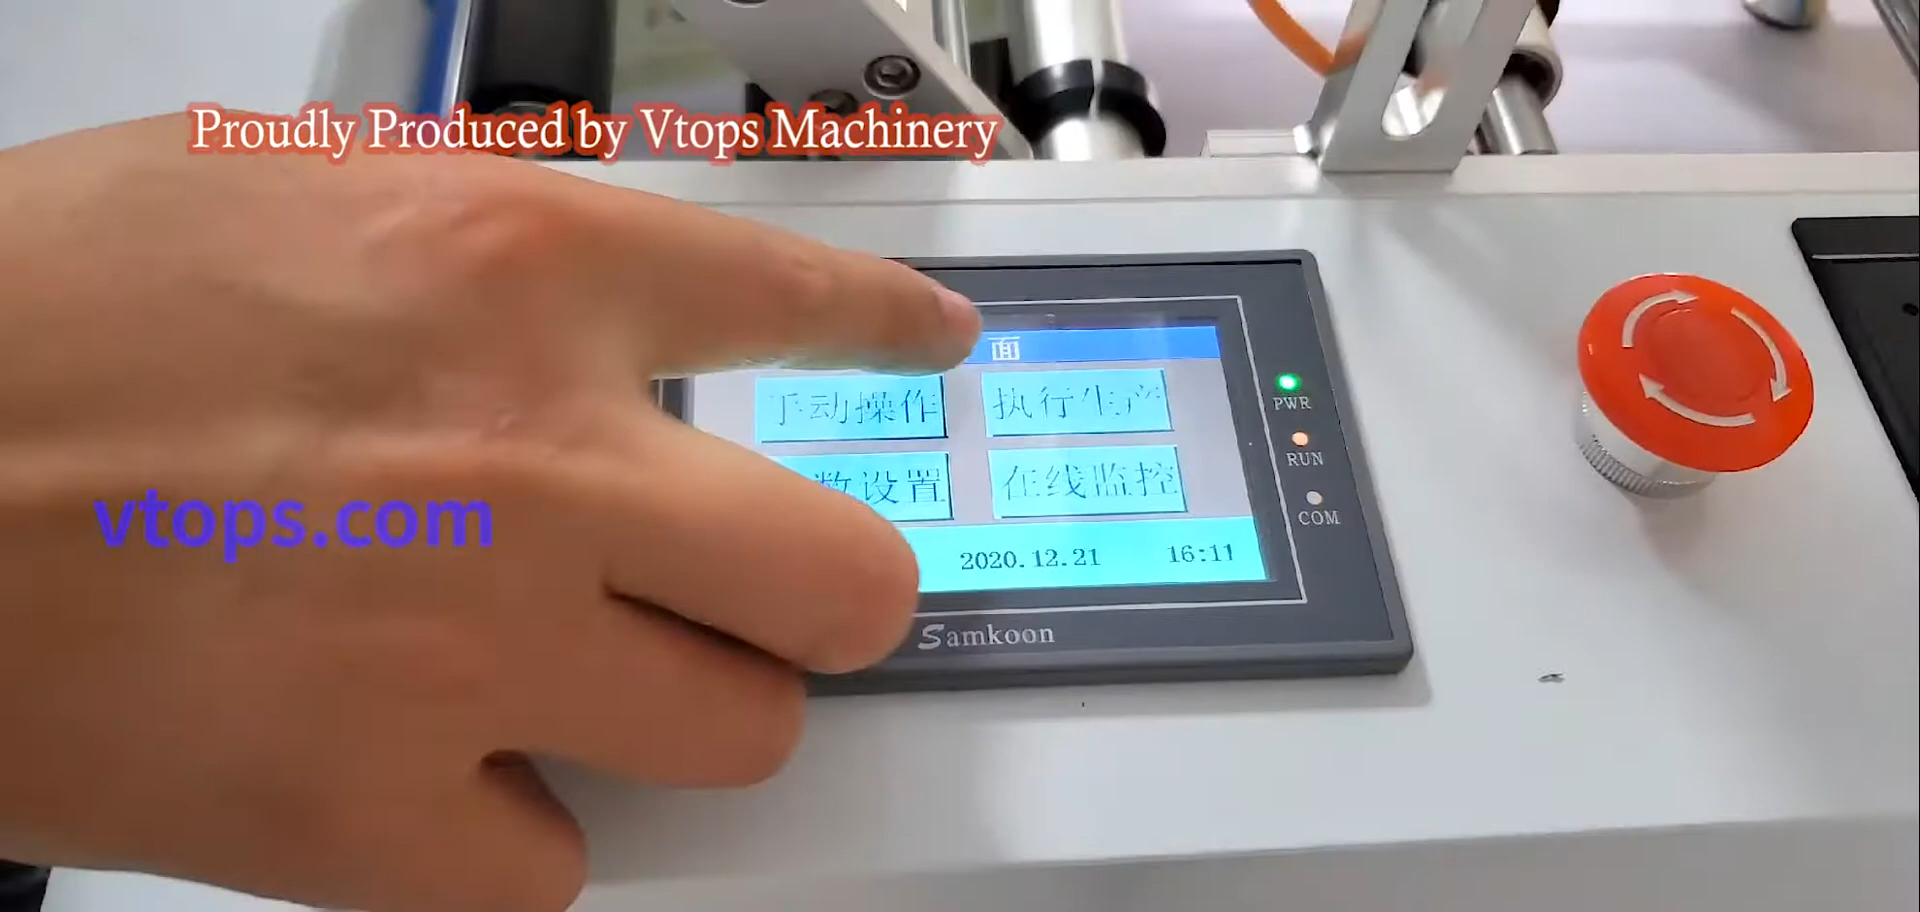 Proudly Produced by Vtops Machinery
面
手动操作 执行生产
数设置 在线监控
vtops.com
2020.12.21 16:11
PWR
RUN
COM
Samkoon